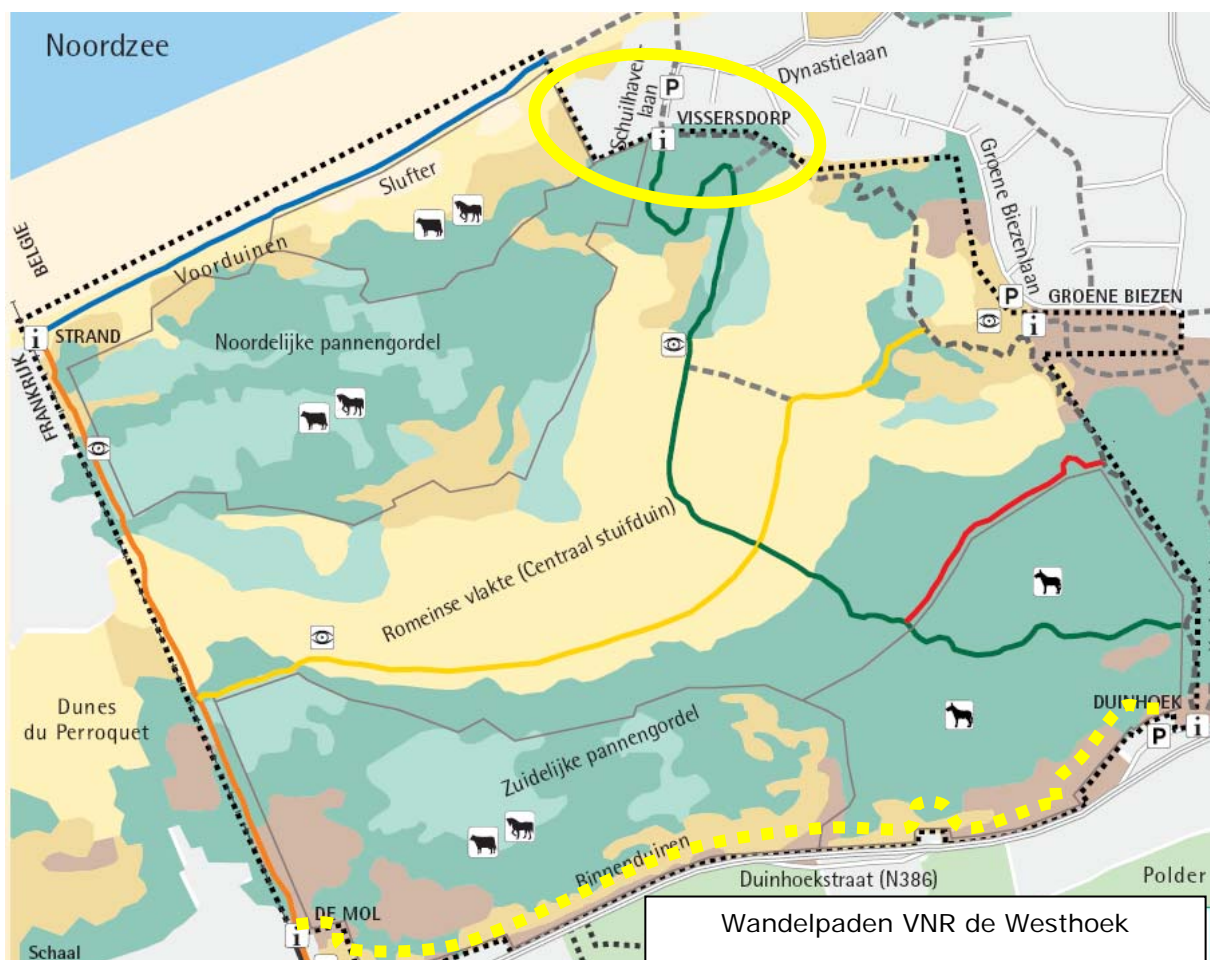 Noordzee
Schuilhaven-
laan
P
Dynastielaan
VISSERSDORP
i
Slufter
Groene Biezenlaan
BELGIE
Voorduinen
P
GROENE BIEZEN
i
STRAND
i
Noordelijke pannengordel
FRANKRIJK
Romeinse vlakte (Centraal stuifduin)
Dunes
du Perroquet
DUINHOEK
P
i
Zuidelijke pannengordel
Binnenduinen
Duinhoekstraat (N386)
Polder
DE MOL
i
Schaal
Wandelpaden VNR de Westhoek